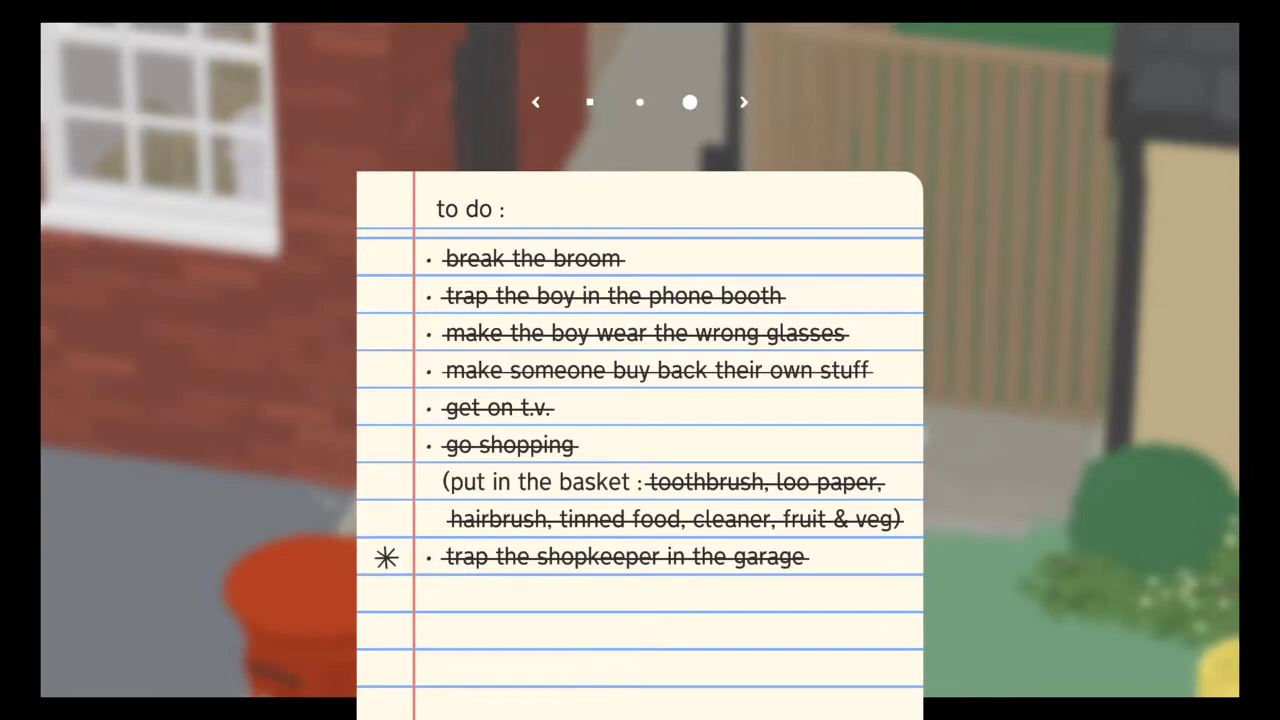 to do :
· break the broom
· trap the boy in the phone booth
· make the boy wear the wrong glasses
· make someone buy back their own stuff
· get on t.v.
· go shopping
(put in the basket : toothbrush, loo paper,
hairbrush, tinned food, cleaner, fruit & veg)
· trap the shopkeeper in the garage